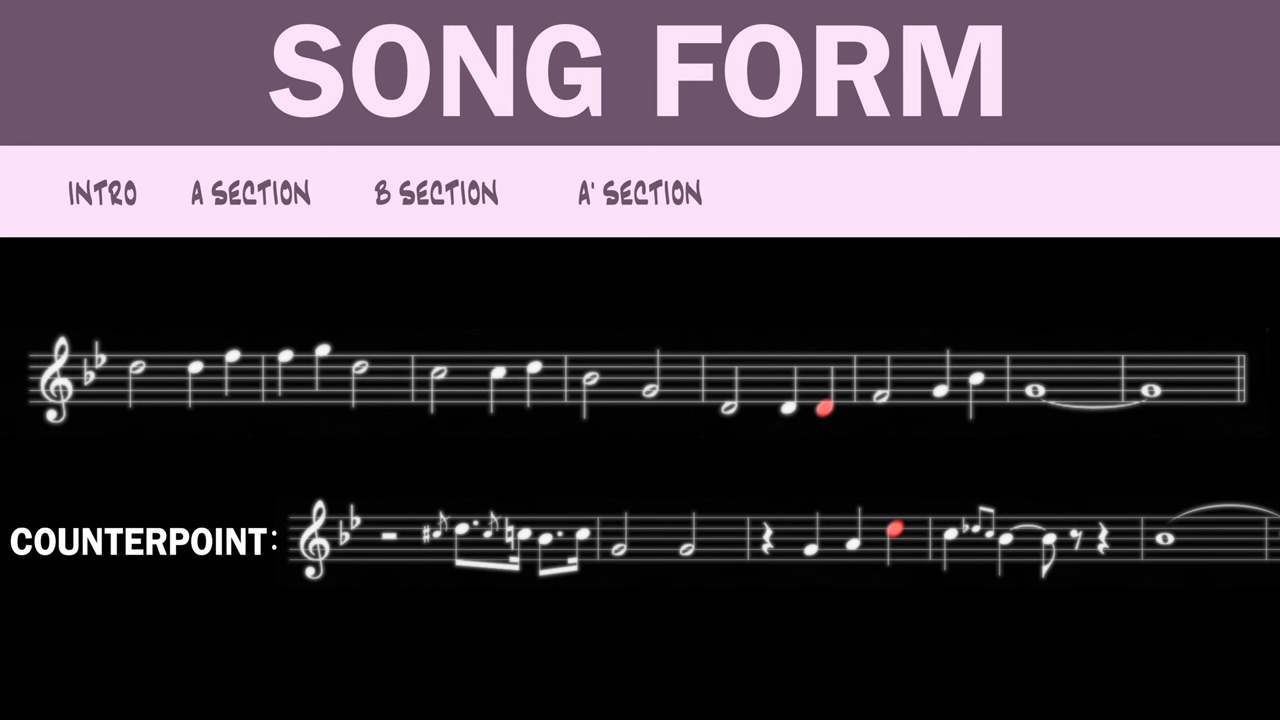 SONG FORM
INTRO A SECTION B SECTION A' SECTION
COUNTERPOINT: